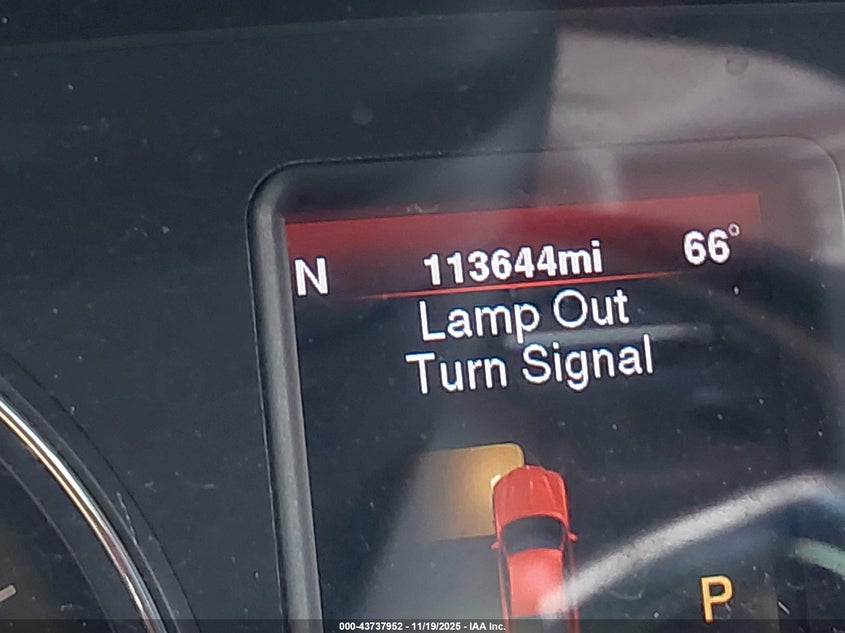 N 113644mi 66°
Lamp Out
Turn Signal
P
000-43737952 - 11/19/2025 - IAA Inc.